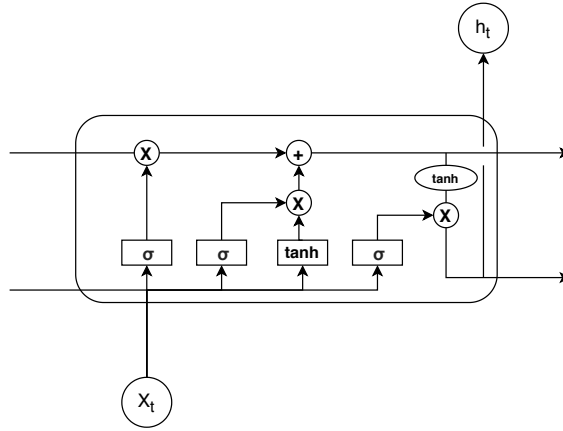 h_t
X +
tanh
X X
σ σ tanh σ
X_t